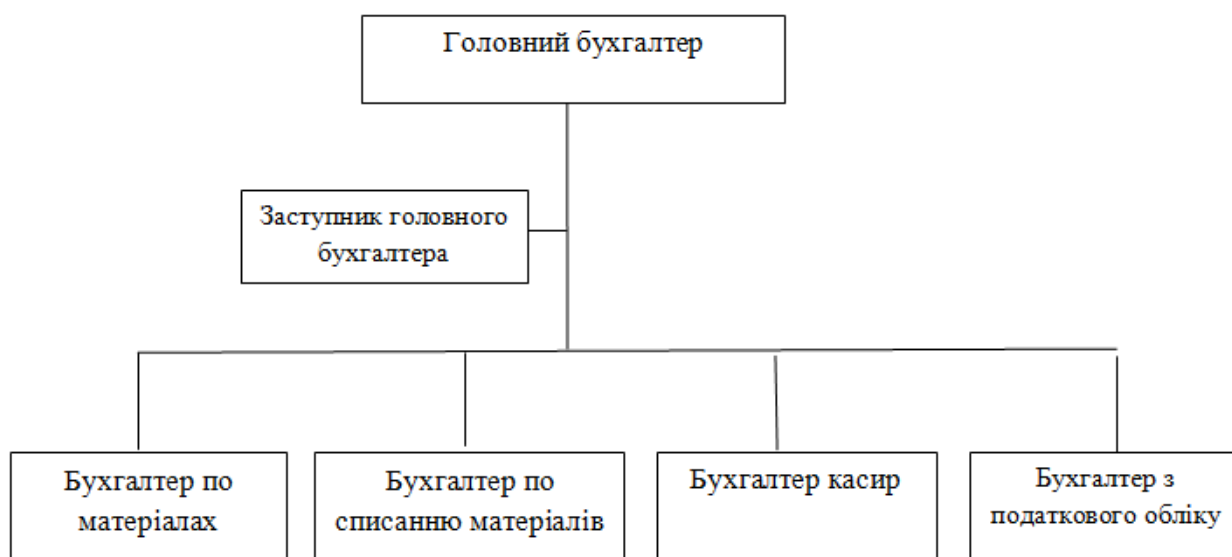 Головний бухгалтер
Заступник головного
бухгалтера
Бухгалтер по
матеріалах
Бухгалтер по
списанню матеріалів
Бухгалтер касир
Бухгалтер з
податкового обліку